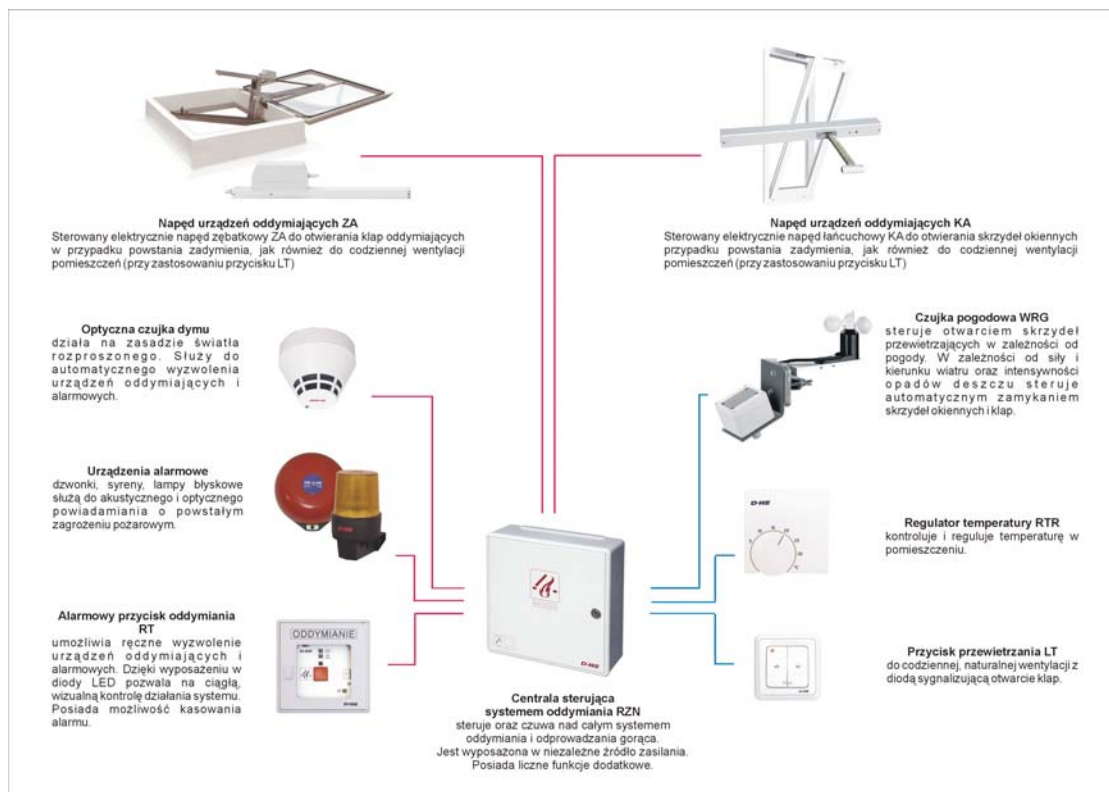 Napęd urządzeń oddymiających ZA
Sterowany elektrycznie napęd zębatkowy ZA do otwierania klap oddymiających
w przypadku powstania zadymienia, jak również do codziennej wentylacji
pomieszczeń (przy zastosowaniu przycisku LT)
Napęd urządzeń oddymiających KA
Sterowany elektrycznie napęd łańcuchowy KA do otwierania skrzydeł okiennych
przypadku powstania zadymienia, jak również do codziennej wentylacji
pomieszczeń (przy zastosowaniu przycisku LT)
Optyczna czujka dymu
działa na zasadzie światła
rozproszonego. Służy do
automatycznego wyzwolenia
urządzeń oddymiających i
alarmowych.
Czujka pogodowa WRG
steruje otwarciem skrzydeł
przewietrzających w zależności od
pogody. W zależności od siły i
kierunku wiatru oraz intensywności
opadów deszczu steruje
automatycznym zamykaniem
skrzydeł okiennych i klap.
Urządzenia alarmowe
dzwonki, syreny, lampy błyskowe
służą do akustycznego i optycznego
powiadamiania o powstałym
zagrożeniu pożarowym.
D+H
Regulator temperatury RTR
kontroluje i reguluje temperaturę w
pomieszczeniu.
Alarmowy przycisk oddymiania
RT
umożliwia ręczne wyzwolenie
urządzeń oddymiających i
alarmowych. Dzięki wyposażeniu w
diody LED pozwala na ciągłą,
wizualną kontrolę działania systemu.
Posiada możliwość kasowania
alarmu.
ODDYMIANIE
D+H
Przycisk przewietrzania LT
do codziennej, naturalnej wentylacji z
diodą sygnalizującą otwarcie klap.
Centrala sterująca
systemem oddymiania RZN
steruje oraz czuwa nad całym systemem
oddymiania i odprowadzania gorąca.
Jest wyposażona w niezależne źródło zasilania.
Posiada liczne funkcje dodatkowe.